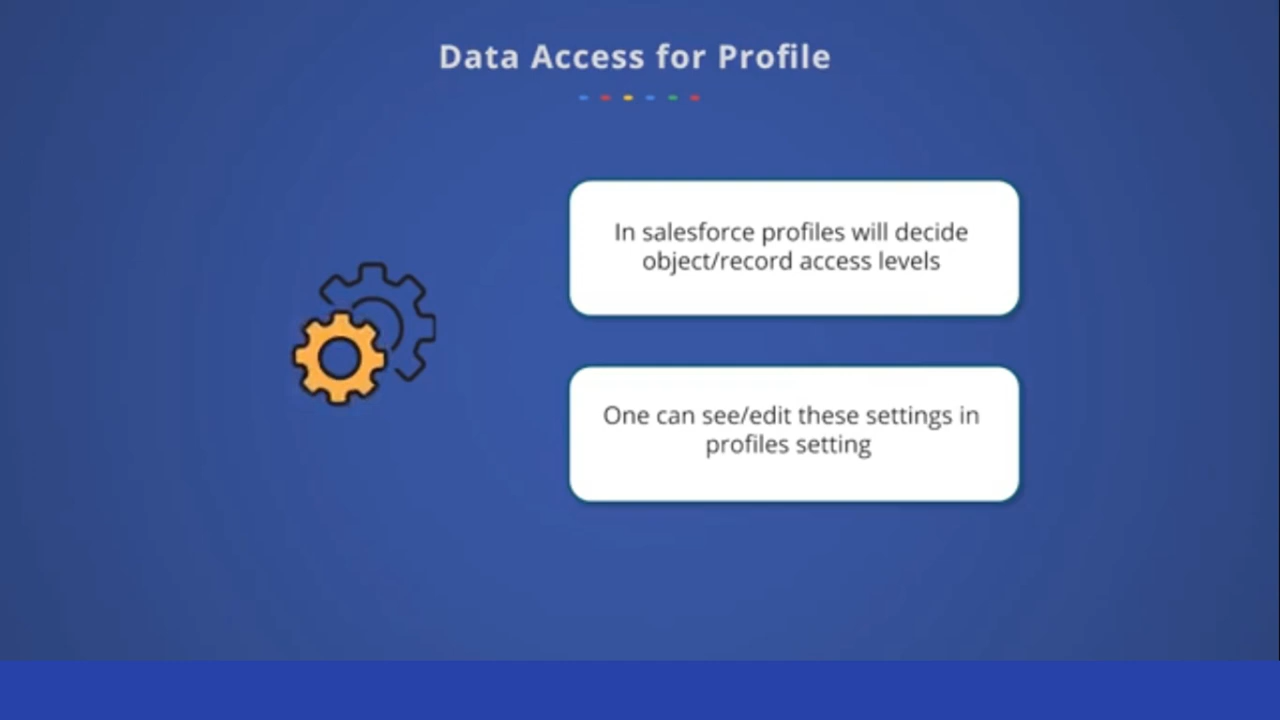 Data Access for Profile
In salesforce profiles will decide
object/record access levels
One can see/edit these settings in
profiles setting